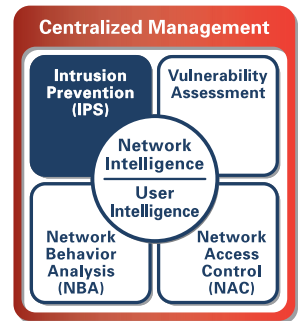 Centralized Management
Intrusion
Prevention
(IPS)
Vulnerability
Assessment
Network
Intelligence
User
Intelligence
Network
Behavior
Analysis
(NBA)
Network
Access
Control
(NAC)